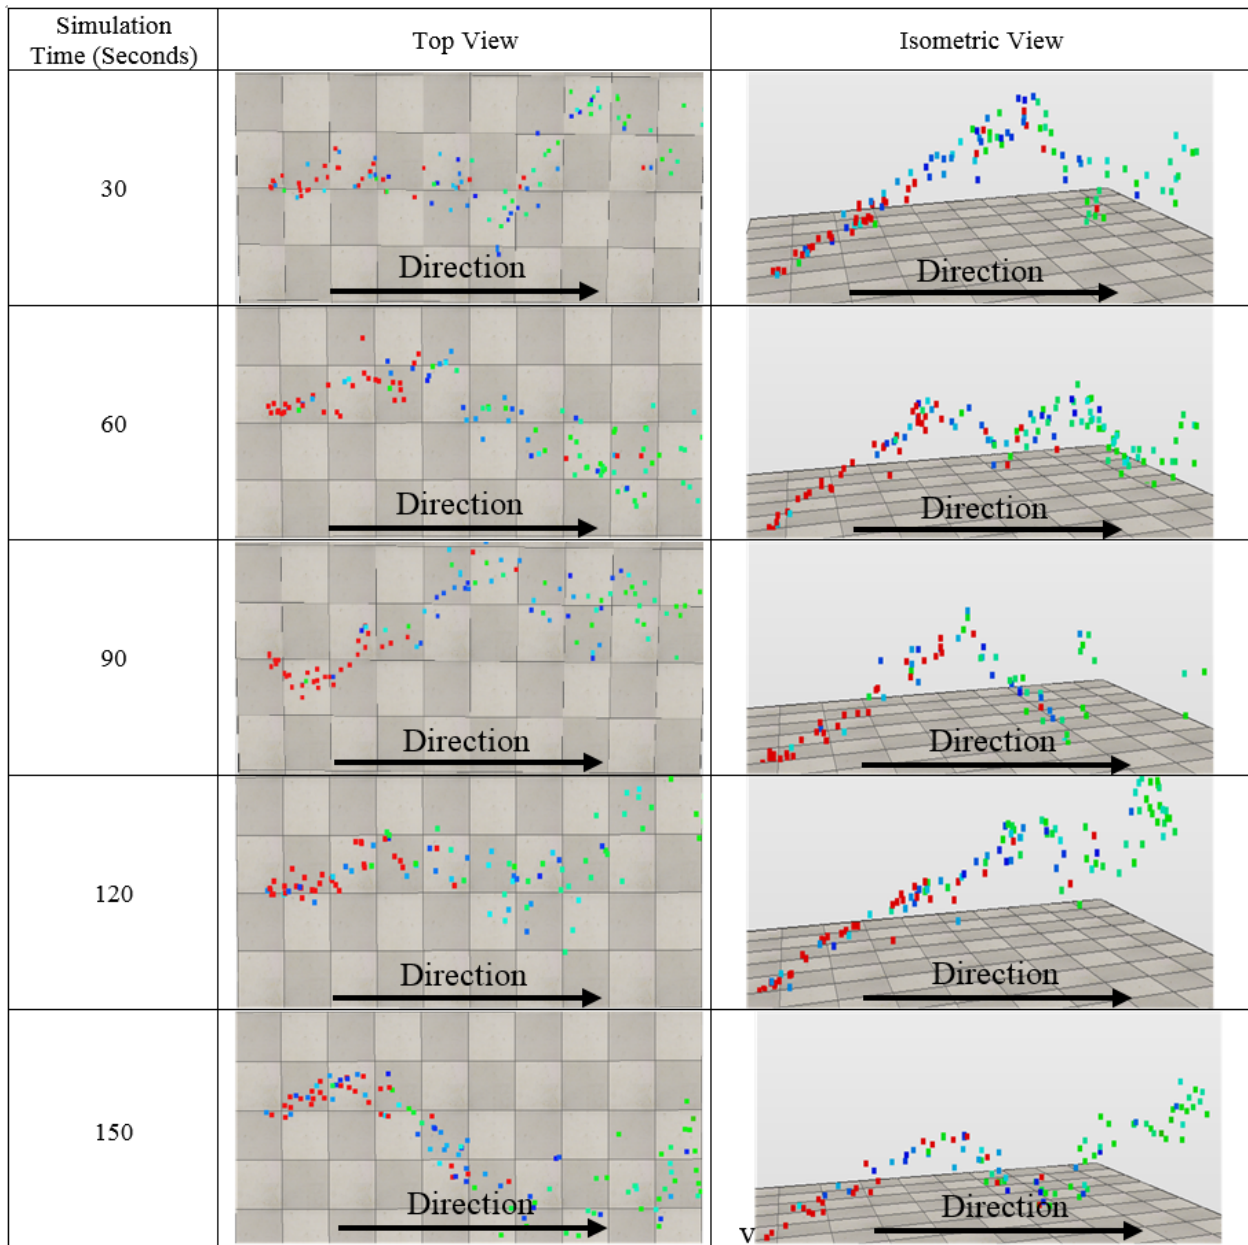 Simulation
Time (Seconds)
Top View
Isometric View
30
Direction
Direction
60
Direction
Direction
90
Direction
Direction
120
Direction
Direction
150
Direction
v
Direction